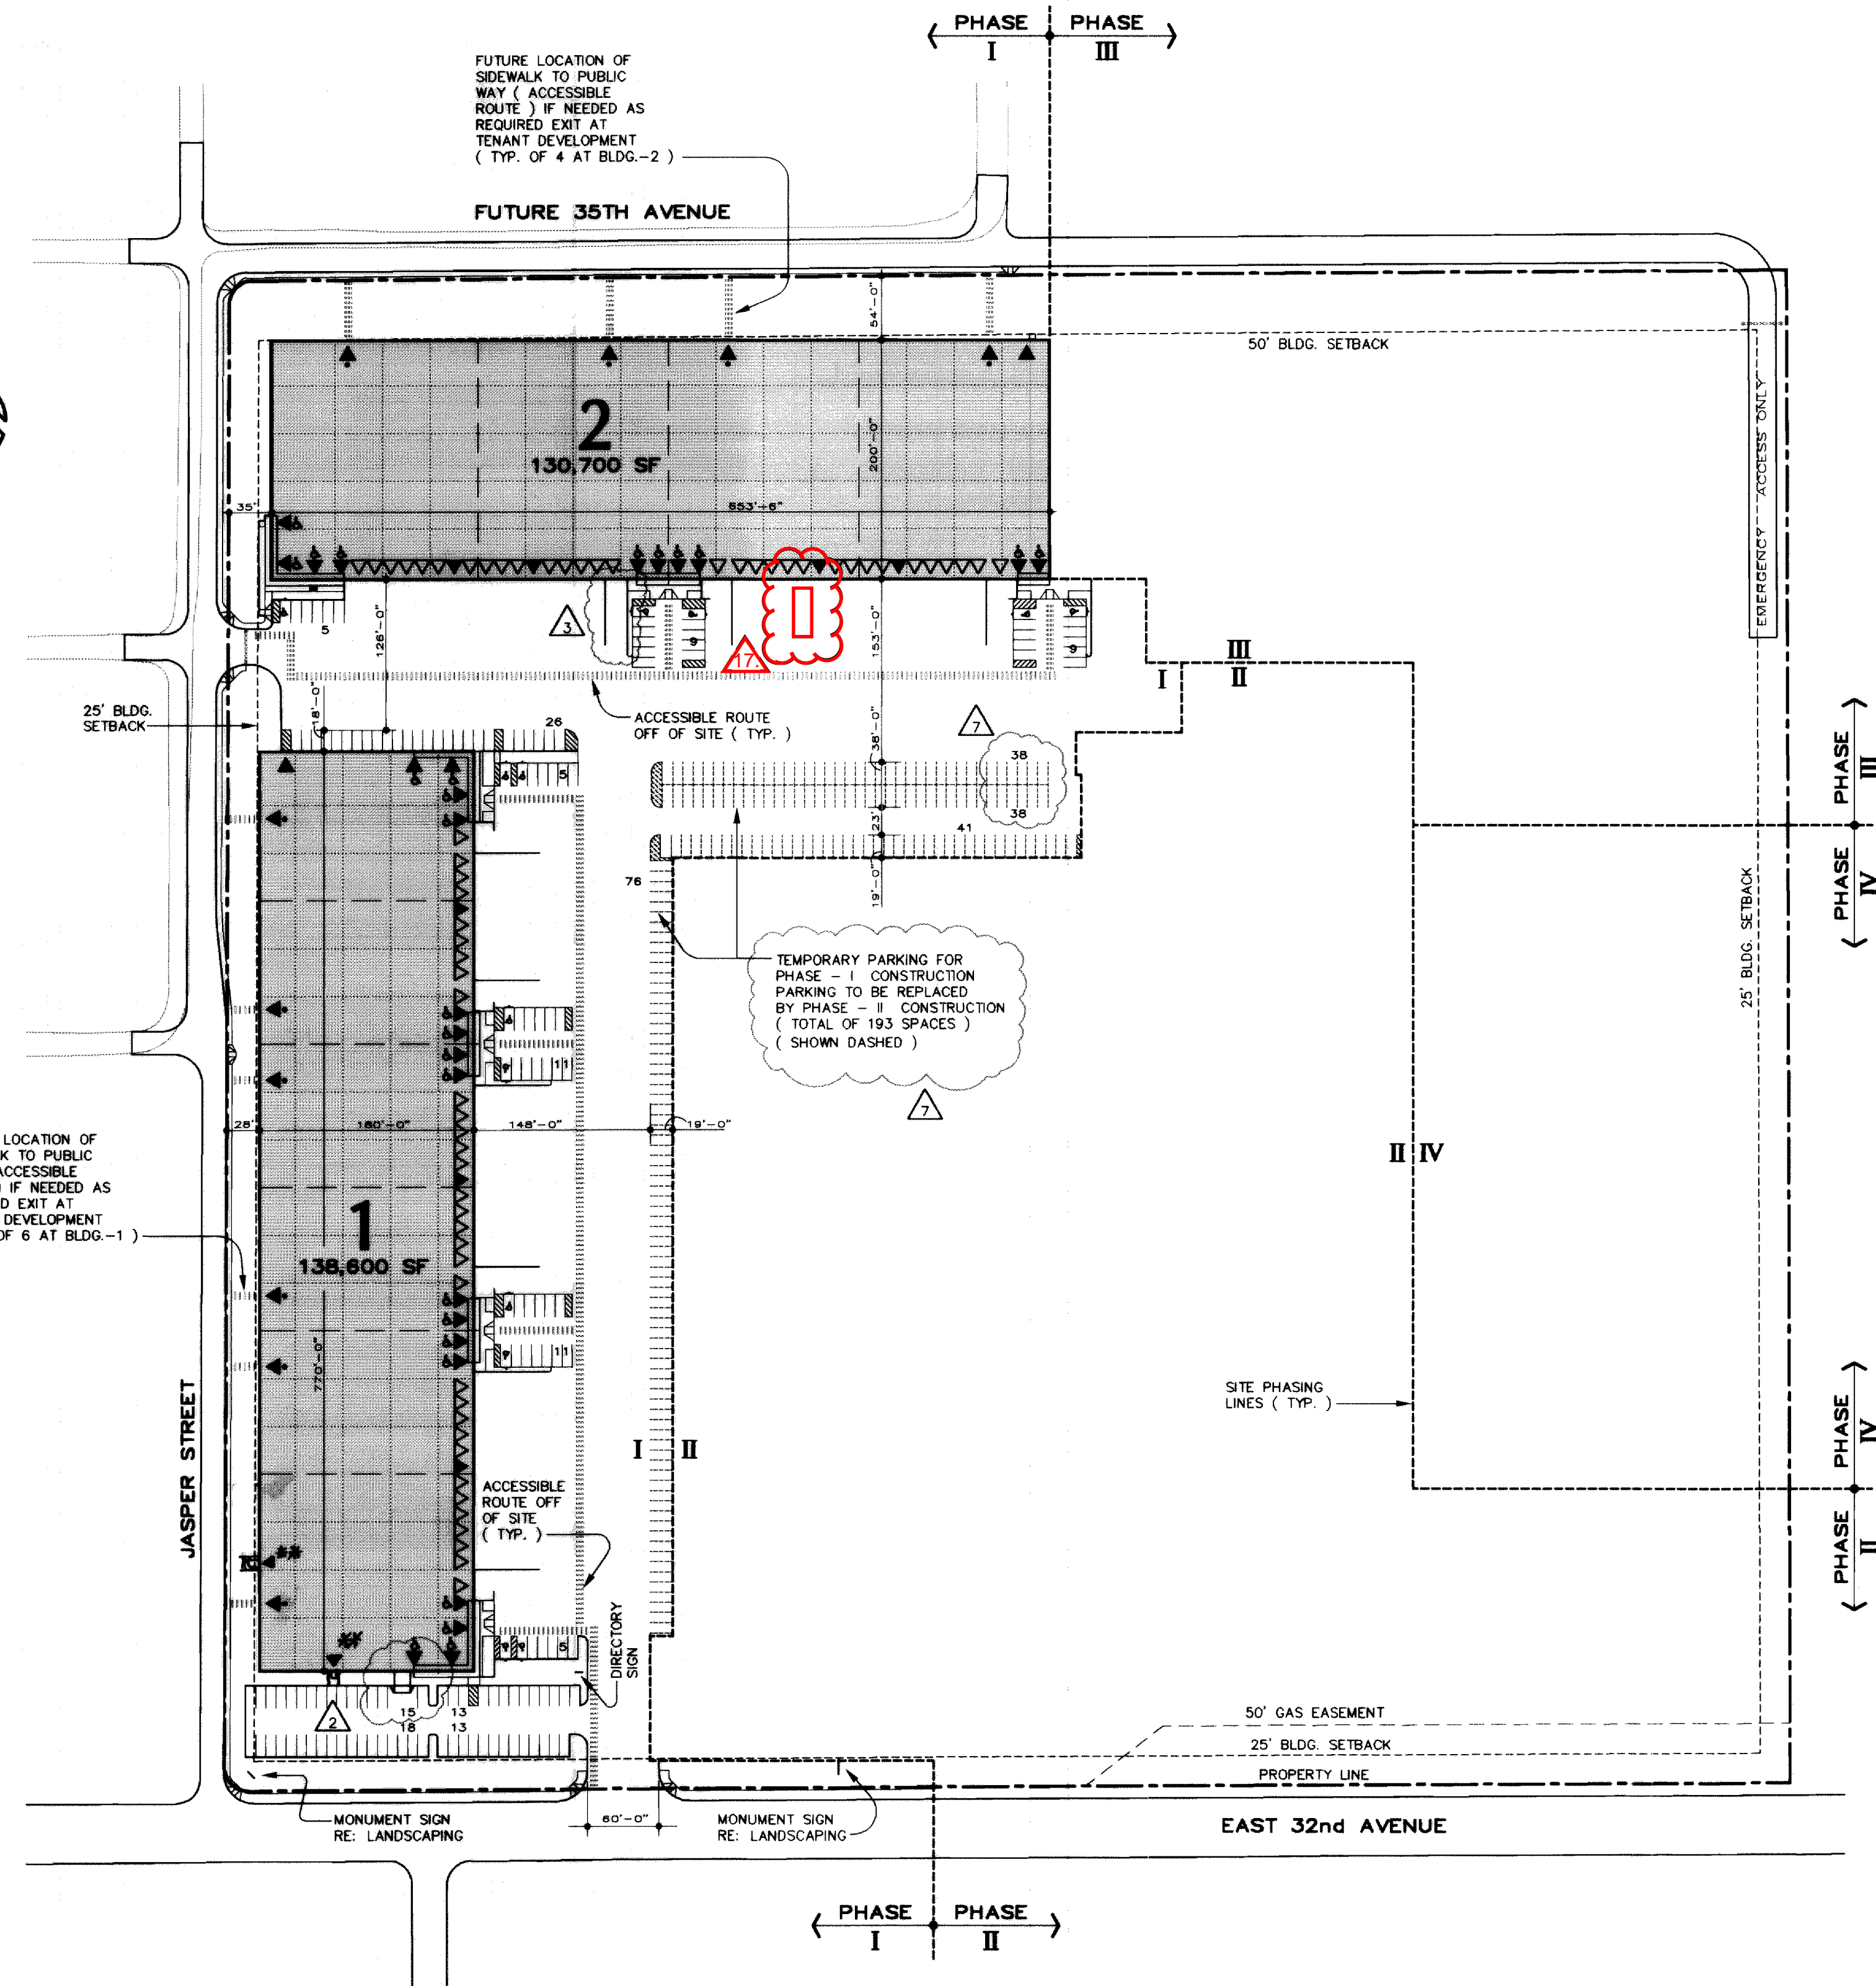 PHASE PHASE
I III
FUTURE LOCATION OF
SIDEWALK TO PUBLIC
WAY ( ACCESSIBLE
ROUTE ) IF NEEDED AS
REQUIRED EXIT AT
TENANT DEVELOPMENT
( TYP. OF 4 AT BLDG.-2 )
FUTURE 35TH AVENUE
54'-0"
50' BLDG. SETBACK
EMERGENCY ACCESS ONLY
2
130,700 SF
200'-0"
35'
653'-6"
5
126'-0"
3
9
17.
153'-0"
9
III
I II
25' BLDG.
SETBACK
18'-0"
26
ACCESSIBLE ROUTE
OFF OF SITE ( TYP. )
7
38'-0"
38
5
23'
38
41
76
19'-0"
PHASE III
PHASE IV
25' BLDG. SETBACK
TEMPORARY PARKING FOR
PHASE - I CONSTRUCTION
PARKING TO BE REPLACED
BY PHASE - II CONSTRUCTION
( TOTAL OF 193 SPACES )
( SHOWN DASHED )
7
11
28'
180'-0"
148'-0"
19'-0"
LOCATION OF
K TO PUBLIC
ACCESSIBLE
) IF NEEDED AS
D EXIT AT
DEVELOPMENT
OF 6 AT BLDG.-1 )
II IV
1
138,600 SF
770'-0"
11
JASPER STREET
SITE PHASING
LINES ( TYP. )
PHASE IV
PHASE II
I II
ACCESSIBLE
ROUTE OFF
OF SITE
( TYP. )
**
**
5
DIRECTORY
SIGN
2
15 13
18 13
50' GAS EASEMENT
25' BLDG. SETBACK
PROPERTY LINE
MONUMENT SIGN
RE: LANDSCAPING
60'-0"
MONUMENT SIGN
RE: LANDSCAPING
EAST 32nd AVENUE
PHASE PHASE
I II